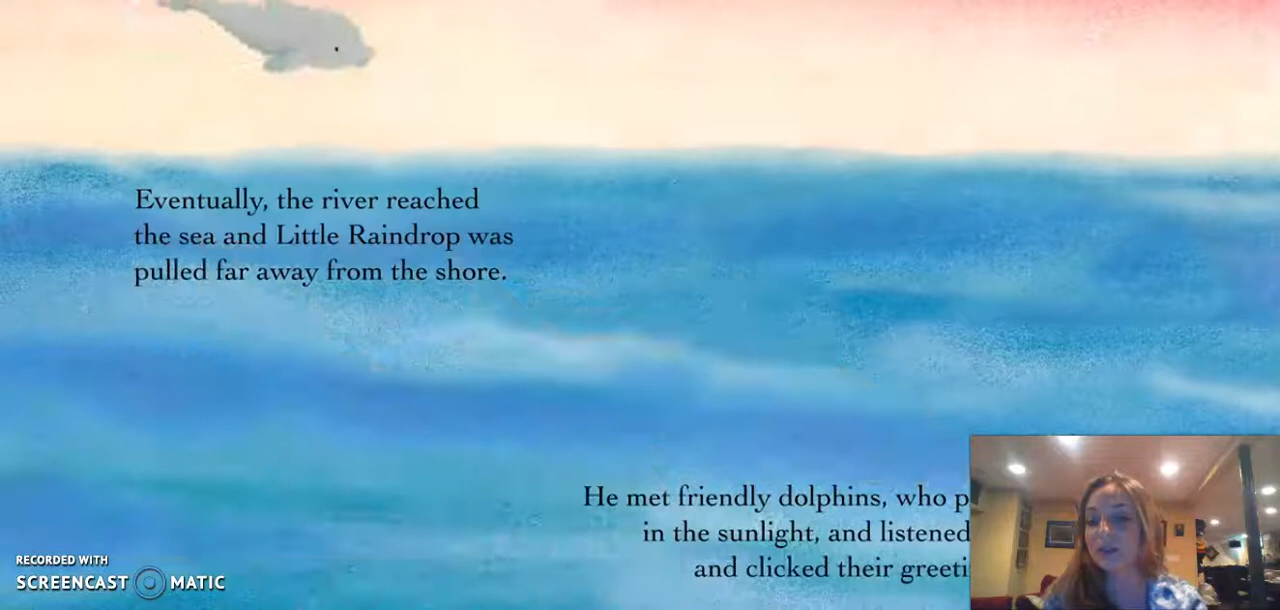 Eventually, the river reached
the sea and Little Raindrop was
pulled far away from the shore.
He met friendly dolphins, who
in the sunlight, and listened
and clicked their
RECORDED WITH
SCREENCAST MATIC